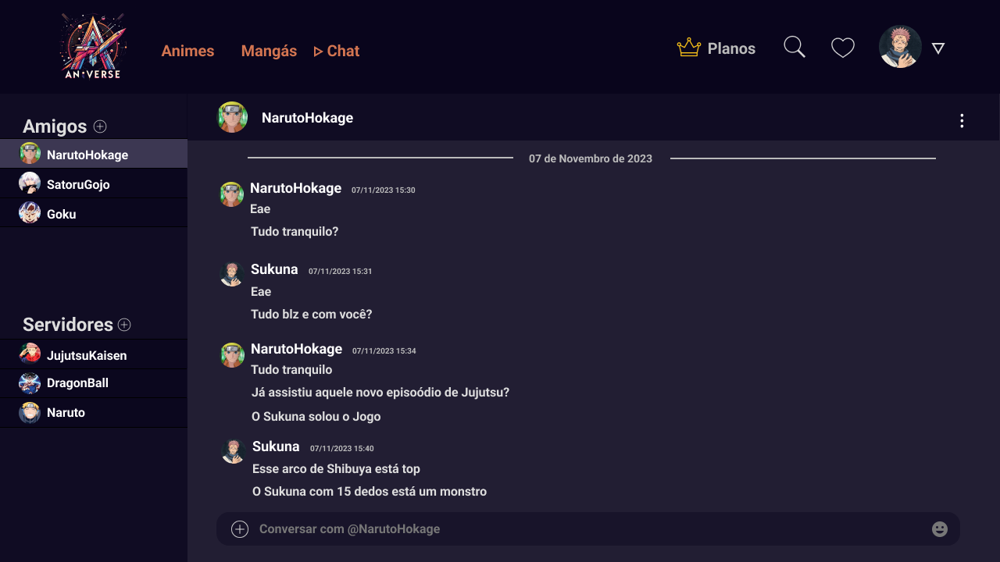 ANIVERSE
Animes
Mangás
Chat
Planos
Amigos
NarutoHokage
SatoruGojo
Goku
Servidores
JujutsuKaisen
DragonBall
Naruto
NarutoHokage
07 de Novembro de 2023
NarutoHokage 07/11/2023 15:30
Eae
Tudo tranquilo?
Sukuna 07/11/2023 15:31
Eae
Tudo blz e com você?
NarutoHokage 07/11/2023 15:34
Tudo tranquilo
Já assistiu aquele novo episoódio de Jujutsu?
O Sukuna solou o Jogo
Sukuna 07/11/2023 15:40
Esse arco de Shibuya está top
O Sukuna com 15 dedos está um monstro
Conversar com @NarutoHokage